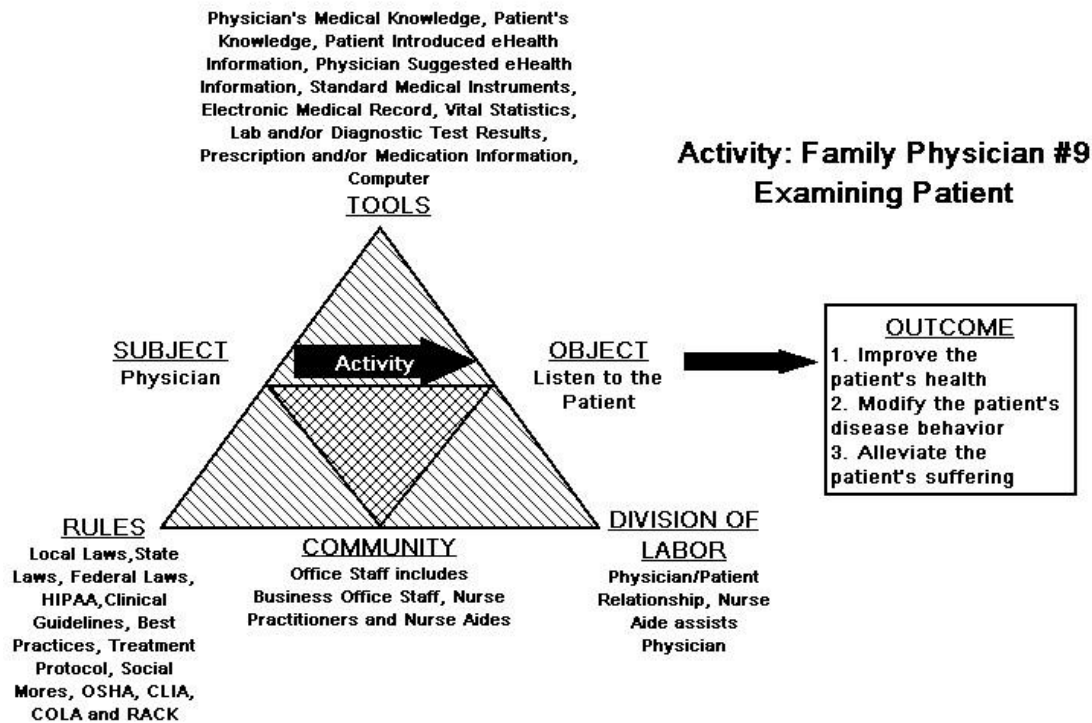 Physician's Medical Knowledge, Patient's
Knowledge, Patient Introduced eHealth
Information, Physician Suggested eHealth
Information, Standard Medical Instruments,
Electronic Medical Record, Vital Statistics,
Lab and/or Diagnostic Test Results,
Prescription and/or Medication Information,
Computer
TOOLS
Activity: Family Physician #9
Examining Patient
SUBJECT
Physician
Activity
OBJECT
Listen to the
Patient
OUTCOME
1. Improve the
patient's health
2. Modify the patient's
disease behavior
3. Alleviate the
patient's suffering
RULES
Local Laws,State
Laws, Federal Laws,
HIPAA,Clinical
Guidelines, Best
Practices, Treatment
Protocol, Social
Mores, OSHA, CLIA,
COLA and RACK
COMMUNITY
Office Staff includes
Business Office Staff, Nurse
Practitioners and Nurse Aides
DIVISION OF
LABOR
Physician/Patient
Relationship, Nurse
Aide assists
Physician